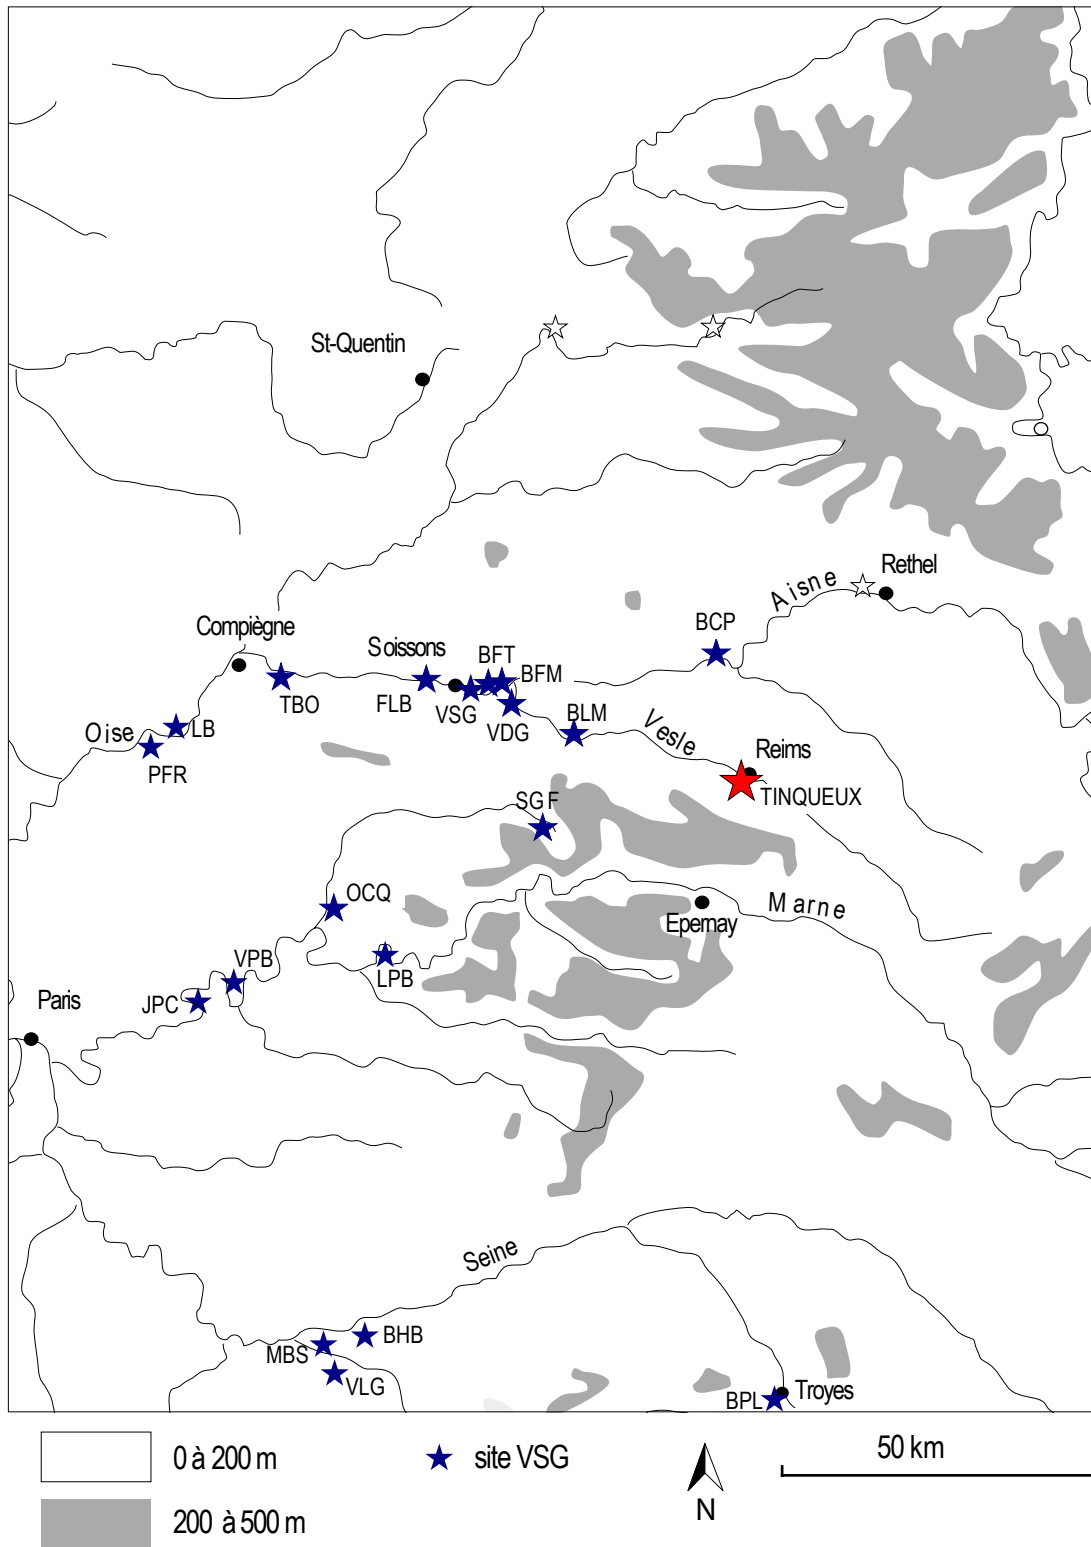 St-Quentin
Aisne
Rethel
BCP
Compiègne
Soissons
BFT
BFM
TBO
FLB
VSG
VDG
BLM
Vesle
Oise
LB
PFR
Reims
TINQUEUX
SGF
OCQ
Marne
Epernay
VPB
LPB
JPC
Paris
Seine
BHB
MBS
VLG
BPL
Troyes
0 à 200 m
site VSG
N
50 km
200 à 500 m